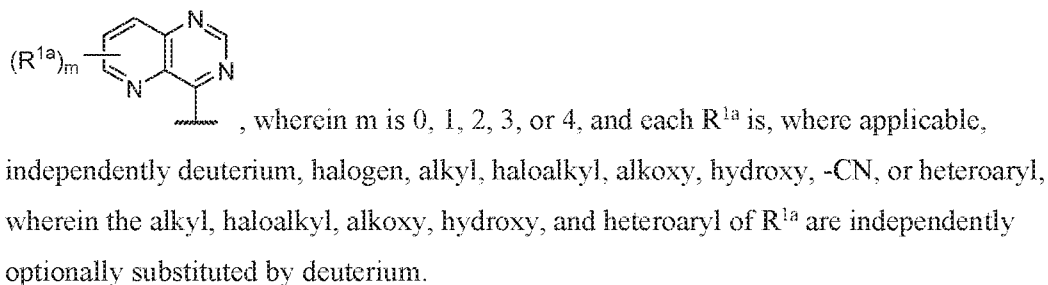 (R1a)m N N N
, wherein m is 0, 1, 2, 3, or 4, and each R1a is, where applicable,
independently deuterium, halogen, alkyl, haloalkyl, alkoxy, hydroxy, -CN, or heteroaryl,
wherein the alkyl, haloalkyl, alkoxy, hydroxy, and heteroaryl of R1a are independently
optionally substituted by deuterium.